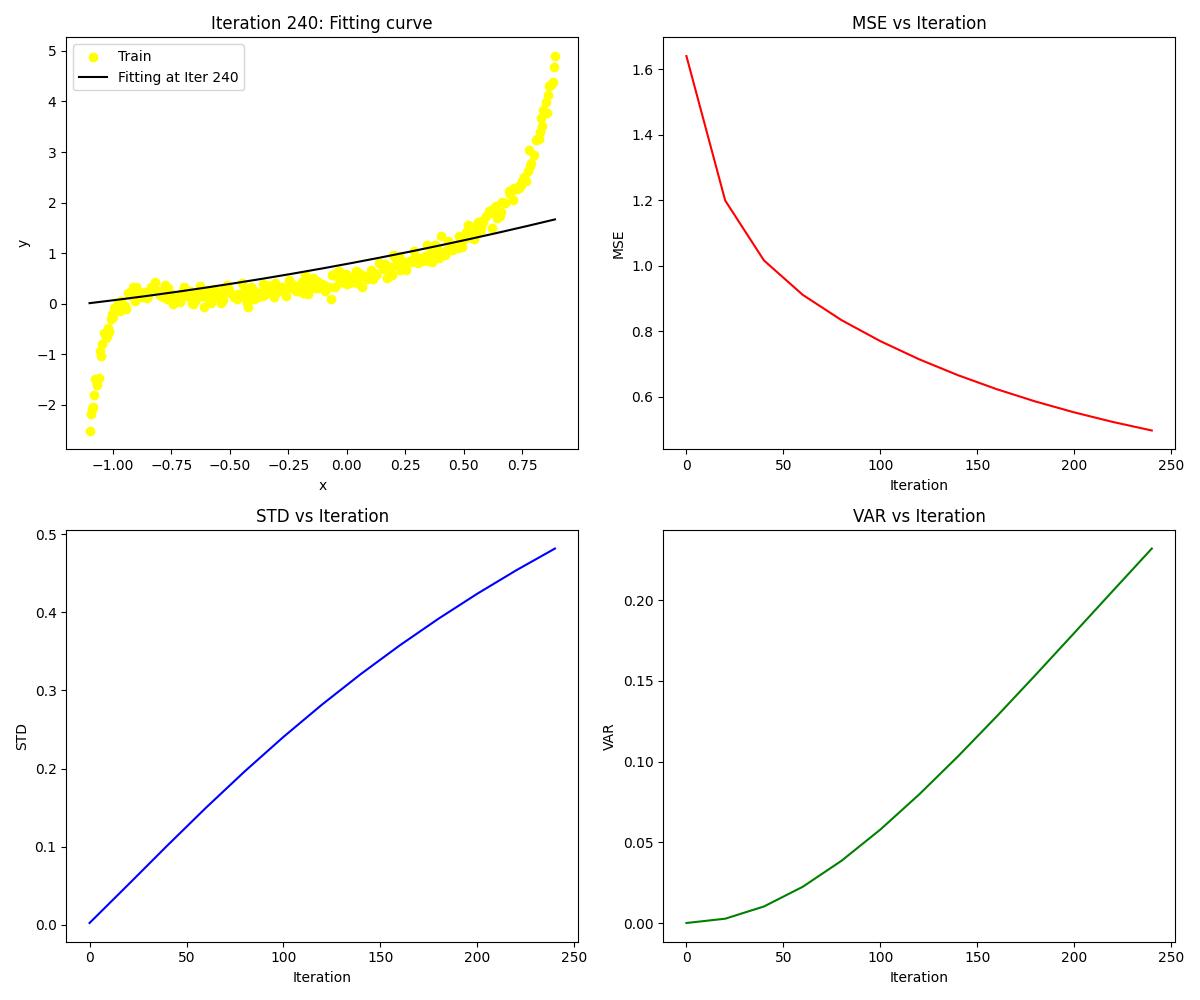 Iteration 240: Fitting curve
Train
Fitting at Iter 240
5
4
3
2
1
0
−1
−2
y
−1.00 −0.75 −0.50 −0.25 0.00 0.25 0.50 0.75
x
MSE vs Iteration
1.6
1.4
1.2
1.0
0.8
0.6
MSE
0 50 100 150 200 250
Iteration
STD vs Iteration
0.5
0.4
0.3
0.2
0.1
0.0
STD
0 50 100 150 200 250
Iteration
VAR vs Iteration
0.20
0.15
0.10
0.05
0.00
VAR
0 50 100 150 200 250
Iteration